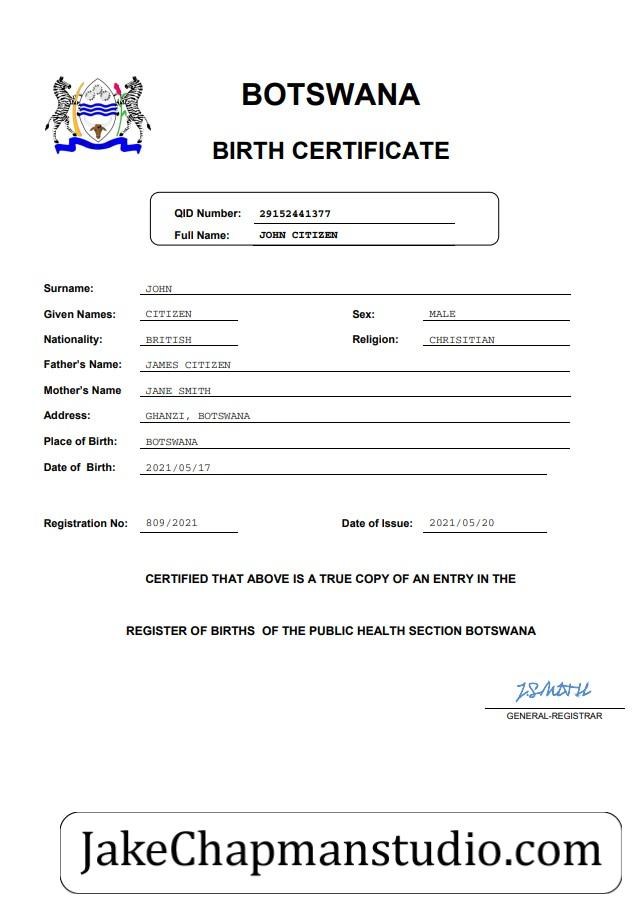 BOTSWANA
BIRTH CERTIFICATE
QID Number: 29152441377
Full Name: JOHN CITIZEN
Surname: JOHN
Given Names: CITIZEN Sex: MALE
Nationality: BRITISH Religion: CHRISITIAN
Father's Name: JAMES CITIZEN
Mother's Name JANE SMITH
Address: GHANZI, BOTSWANA
Place of Birth: BOTSWANA
Date of Birth: 2021/05/17
Registration No: 809/2021 Date of Issue: 2021/05/20
CERTIFIED THAT ABOVE IS A TRUE COPY OF AN ENTRY IN THE
REGISTER OF BIRTHS OF THE PUBLIC HEALTH SECTION BOTSWANA
J.SMITH
GENERAL-REGISTRAR
JakeChapmanstudio.com